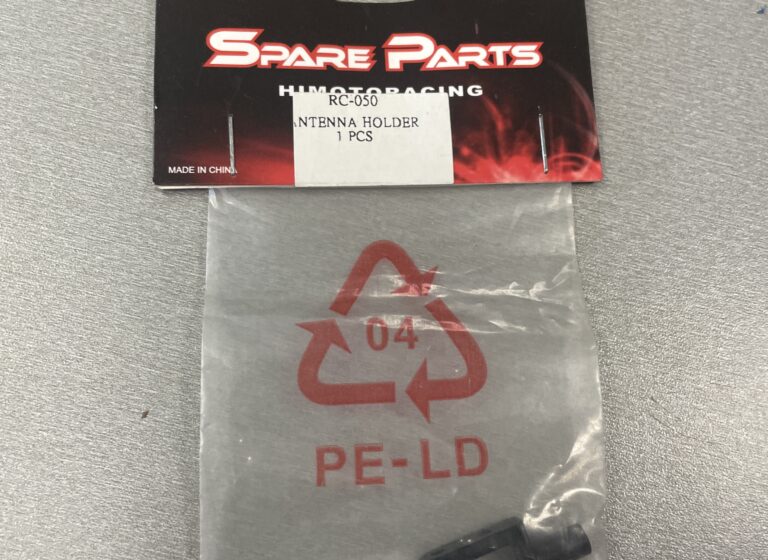 SPARE PARTS
HIMOTORACING
RC-050
ANTENNA HOLDER
1 PCS
MADE IN CHINA
04
PE-LD